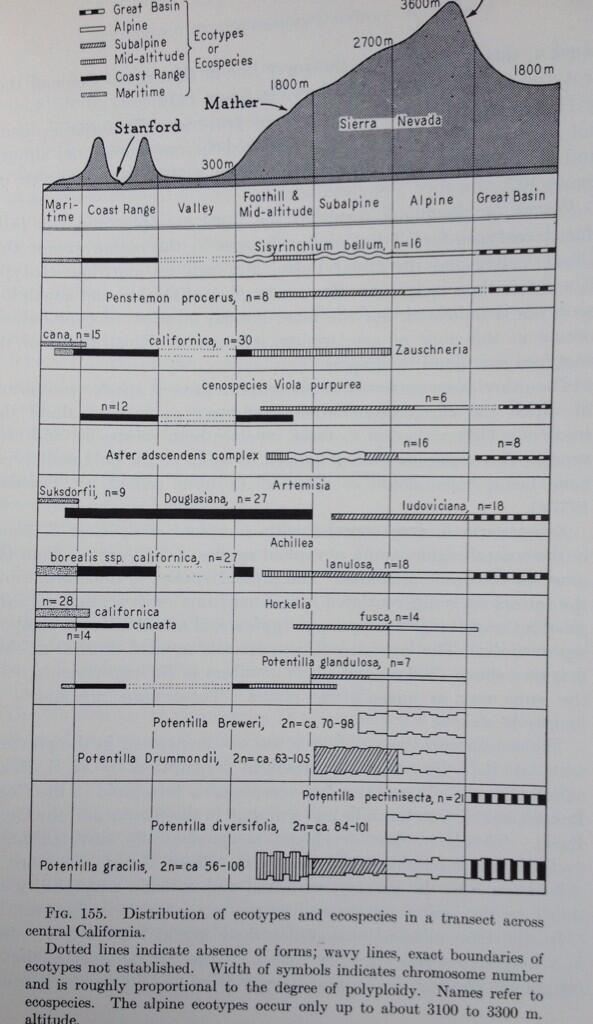 Great Basin
Alpine
Subalpine
Mid-altitude
Coast Range
Maritime
Ecotypes
or
Ecospecies
3600m
2700m
1800m
1800m
Mather
Stanford
Sierra Nevada
300m
Mari-
time
Coast Range
Valley
Foothill &
Mid-altitude
Subalpine
Alpine
Great Basin
Sisyrinchium bellum, n=16
Penstemon procerus, n=8
cana, n=15
californica, n=30
Zauschneria
cenospecies Viola purpurea
n=12
n=6
Aster adscendens complex
n=16
n=8
Artemisia
Suksdorfii, n=9
Douglasiana, n=27
ludoviciana, n=18
Achillea
borealis ssp. californica, n=27
lanulosa, n=18
Horkelia
n=28
californica
cuneata
n=14
fusca, n=14
Potentilla glandulosa, n=7
Potentilla Breweri, 2n=ca. 70-98
Potentilla Drummondii, 2n=ca. 63-105
Potentilla pectinisecta, n=21
Potentilla diversifolia, 2n=ca. 84-101
Potentilla gracilis, 2n=ca 56-108
Fig. 155. Distribution of ecotypes and ecospecies in a transect across
central California.
Dotted lines indicate absence of forms; wavy lines, exact boundaries of
ecotypes not established. Width of symbols indicates chromosome number
and is roughly proportional to the degree of polyploidy. Names refer to
ecospecies. The alpine ecotypes occur only up to about 3100 to 3300 m.
altitude.